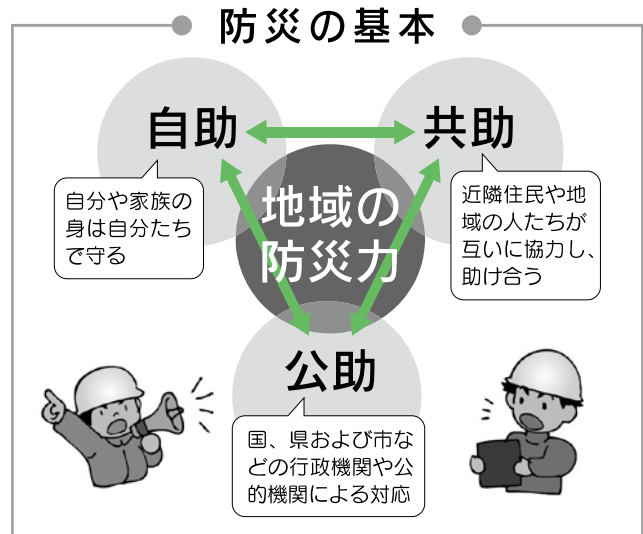 防災の基本
自助
共助
自分や家族の
身は自分たち
で守る
地域の
防災力
近隣住民や地
域の人たちが
互いに協力し、
助け合う
公助
国、県および市な
どの行政機関や公
的機関による対応